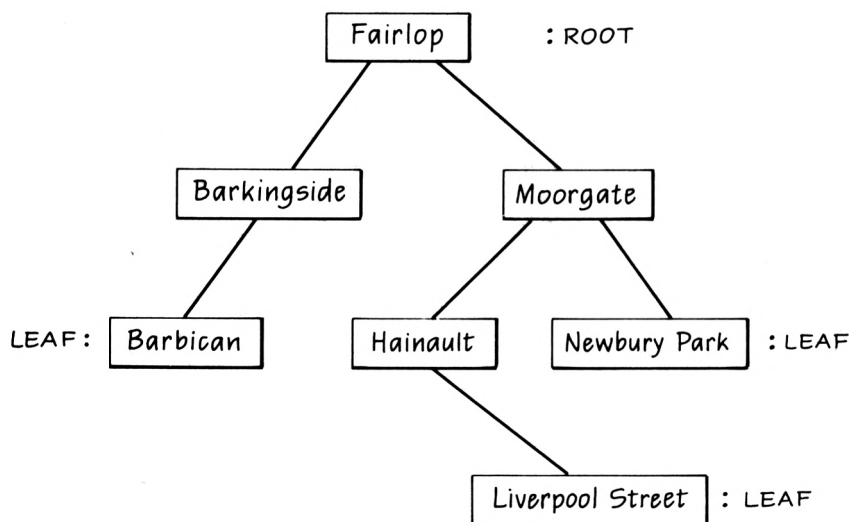 Fairlop : ROOT
Barkingside Moorgate
LEAF : Barbican Hainault Newbury Park : LEAF
Liverpool Street : LEAF